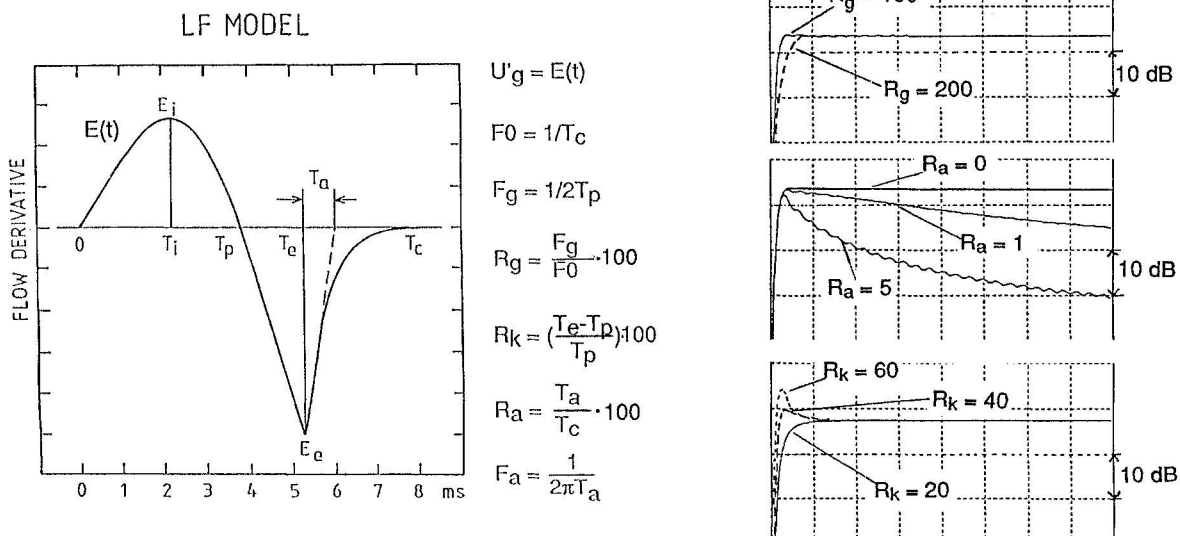 LF MODEL
FLOW DERIVATIVE
E(t)
Ei
Ta
0 Ti Tp Te Tc
Ee
0 1 2 3 4 5 6 7 8 ms
U'g = E(t)
F0 = 1/Tc
Fg = 1/2Tp
Rg = Fg/F0 ·100
Rk = (Te-Tp/Tp)·100
Ra = Ta/Tc ·100
Fa = 1/2πTa
Rg = 200
10 dB
Ra = 0
Ra = 1
Ra = 5
10 dB
Rk = 60
Rk = 40
Rk = 20
10 dB